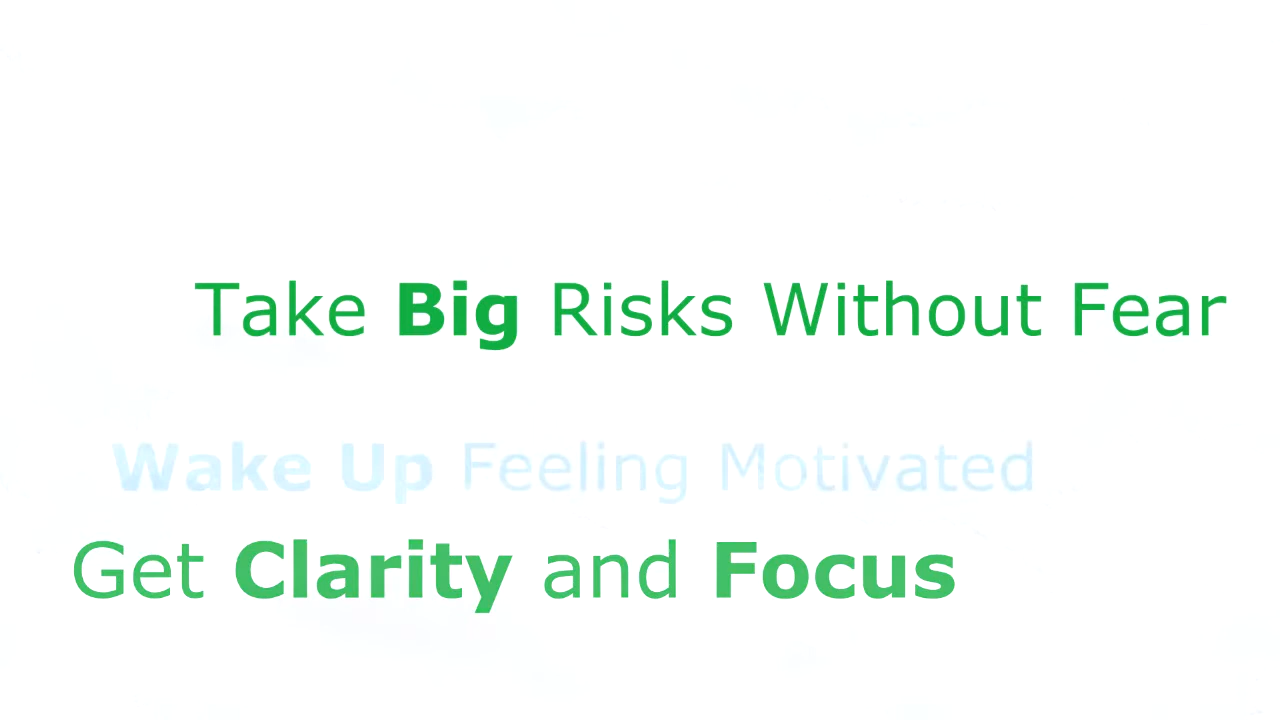 Take Big Risks Without Fear
Wake Up Feeling Motivated
Get Clarity and Focus